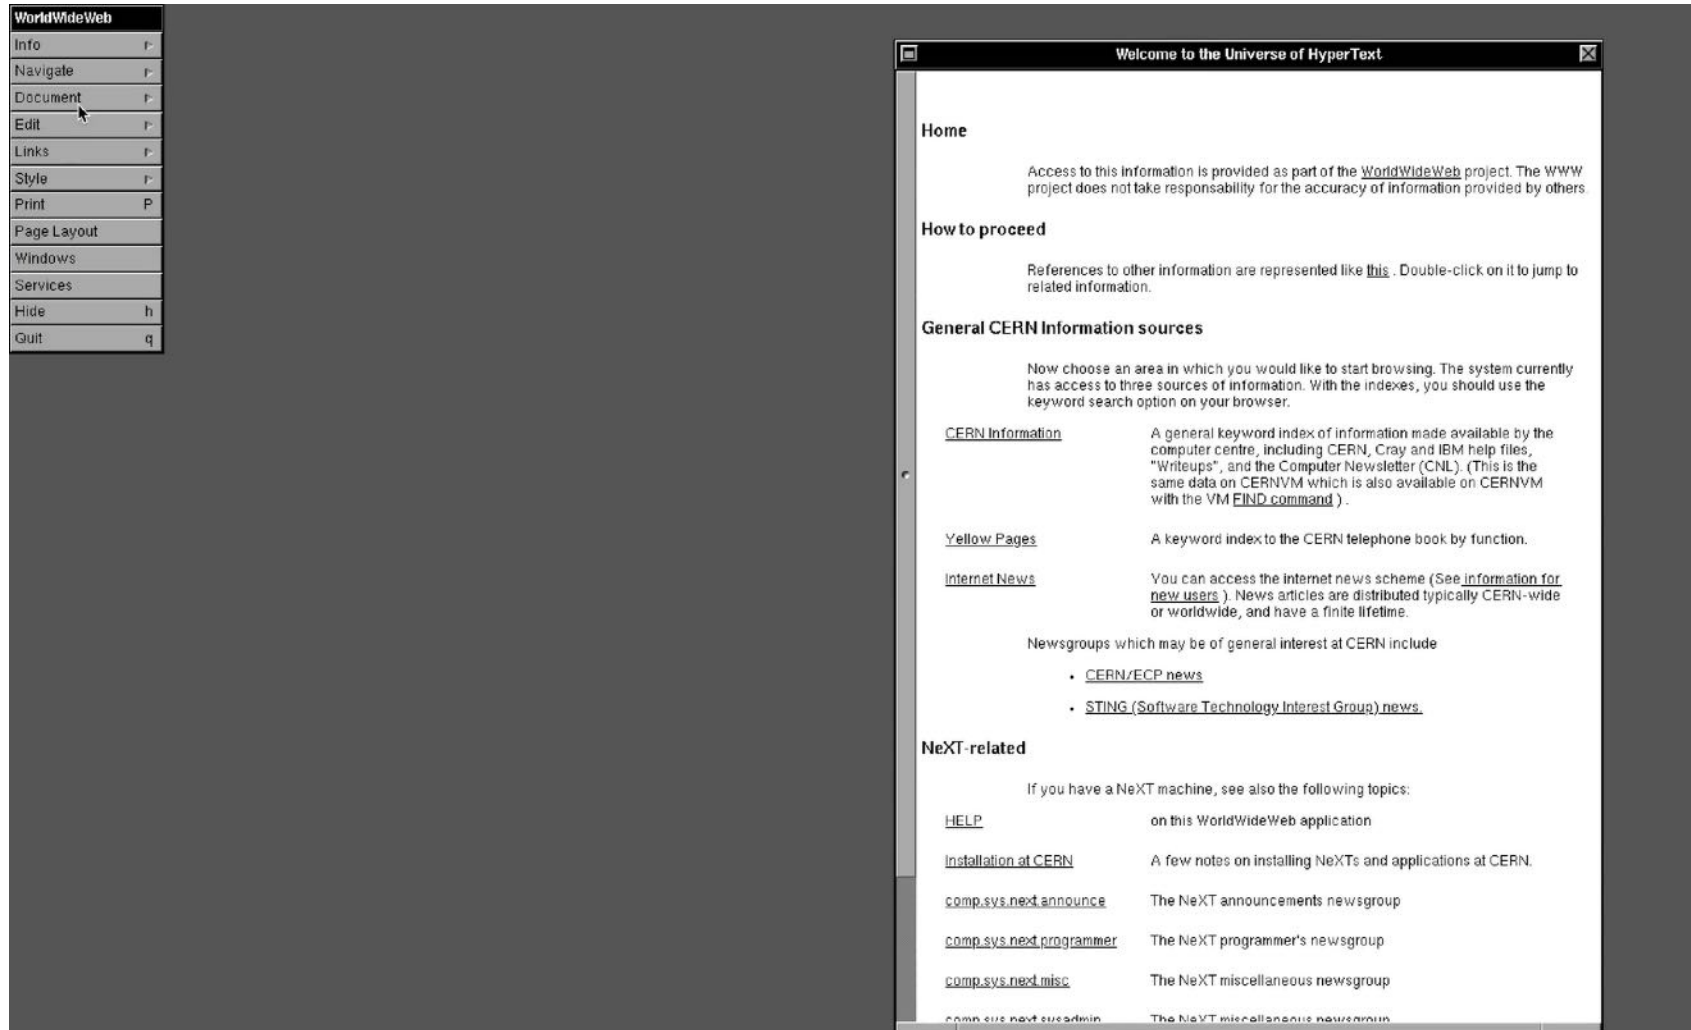 WorldWideWeb
Info
Navigate
Document
Edit
Links
Style
Print P
Page Layout
Windows
Services
Hide h
Quit q
Welcome to the Universe of HyperText
Home
Access to this information is provided as part of the WorldWideWeb project. The WWW
project does not take responsability for the accuracy of information provided by others
How to proceed
References to other information are represented like this . Double-click on it to jump to
related information.
General CERN Information sources
Now choose an area in which you would like to start browsing. The system currently
has access to three sources of information. With the indexes, you should use the
keyword search option on your browser.
CERN Information A general keyword index of information made available by the
computer centre, including CERN, Cray and IBM help files,
"Writeups", and the Computer Newsletter (CNL). (This is the
same data on CERNVM which is also available on CERNVM
with the VM FIND command ) .
Yellow Pages A keyword index to the CERN telephone book by function.
Internet News You can access the internet news scheme (See information for
new users ). News articles are distributed typically CERN-wide
or worldwide, and have a finite lifetime.
Newsgroups which may be of general interest at CERN include
• CERN/ECP news
• STING (Software Technology Interest Group) news.
NeXT-related
If you have a NeXT machine, see also the following topics:
HELP on this WorldWideWeb application
Installation at CERN A few notes on installing NeXTs and applications at CERN.
comp.sys.next.announce The NeXT announcements newsgroup
comp.sys.next.programmer The NeXT programmer's newsgroup
comp.sys.next.misc The NeXT miscellaneous newsgroup
comp.sys.next.sysadmin The NeXT miscellaneous newsgroup